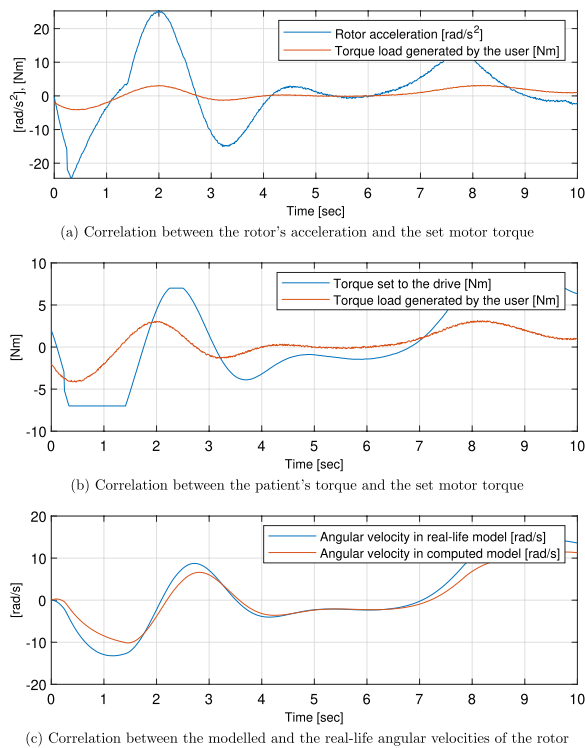 Rotor acceleration [rad/s²]
Torque load generated by the user [Nm]
[rad/s²], [Nm]
20
10
0
-10
-20
0 1 2 3 4 5 6 7 8 9 10
Time [sec]
(a) Correlation between the rotor's acceleration and the set motor torque
Torque set to the drive [Nm]
Torque load generated by the user [Nm]
[Nm]
10
5
0
-5
-10
0 1 2 3 4 5 6 7 8 9 10
Time [sec]
(b) Correlation between the patient's torque and the set motor torque
Angular velocity in real-life model [rad/s]
Angular velocity in computed model [rad/s]
[rad/s]
20
10
0
-10
-20
0 1 2 3 4 5 6 7 8 9 10
Time [sec]
(c) Correlation between the modelled and the real-life angular velocities of the rotor